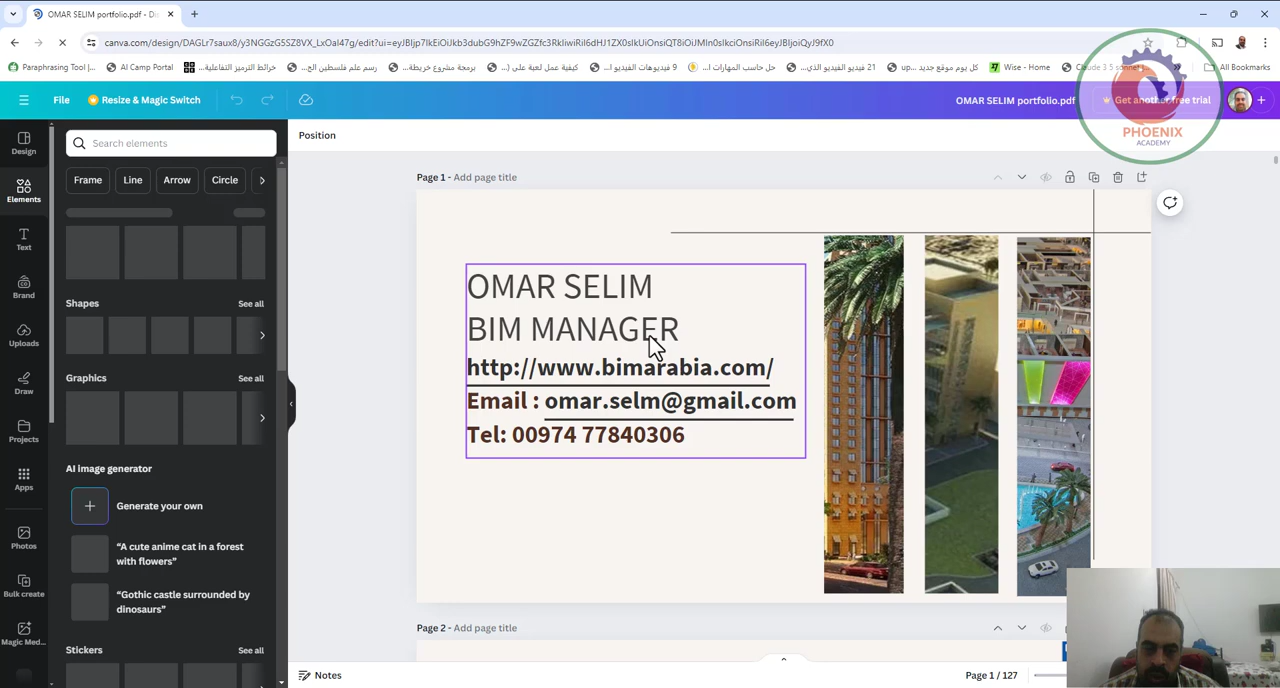 OMAR SELIM portfolio.pdf - De
canva.com/design/DAGLr7saux8/
Paraphrasing Tool |...
AI Camp Portal
خرائط الترميز التفاعلية...
رسم علم فلسطين الح...
برمجة مشروع خريطة...
كيفية عمل لعبة على...
9 فيديوهات الفيديو ا...
حل حاسب المهارات ا...
21 فيديو الفيديو الذي...
كل يوم موقع جديد up...
Wise - Home
Claude 3 5 sonnet
All Bookmarks
File
Resize & Magic Switch
OMAR SELIM portfolio.pdf
Get another free trial
PHOENIX
ACADEMY
Design
Elements
Text
Brand
Uploads
Draw
Projects
Apps
Photos
Bulk create
Magic Med...
Search elements
Frame
Line
Arrow
Circle
Shapes
See all
Graphics
See all
AI image generator
Generate your own
“A cute anime cat in a forest
with flowers”
“Gothic castle surrounded by
dinosaurs”
Stickers
See all
Position
Page 1 - Add page title
OMAR SELIM
BIM MANAGER
http://www.bimarabia.com/
Email : omar.selm@gmail.com
Tel: 00974 77840306
Page 2 - Add page title
Notes
Page 1 / 127